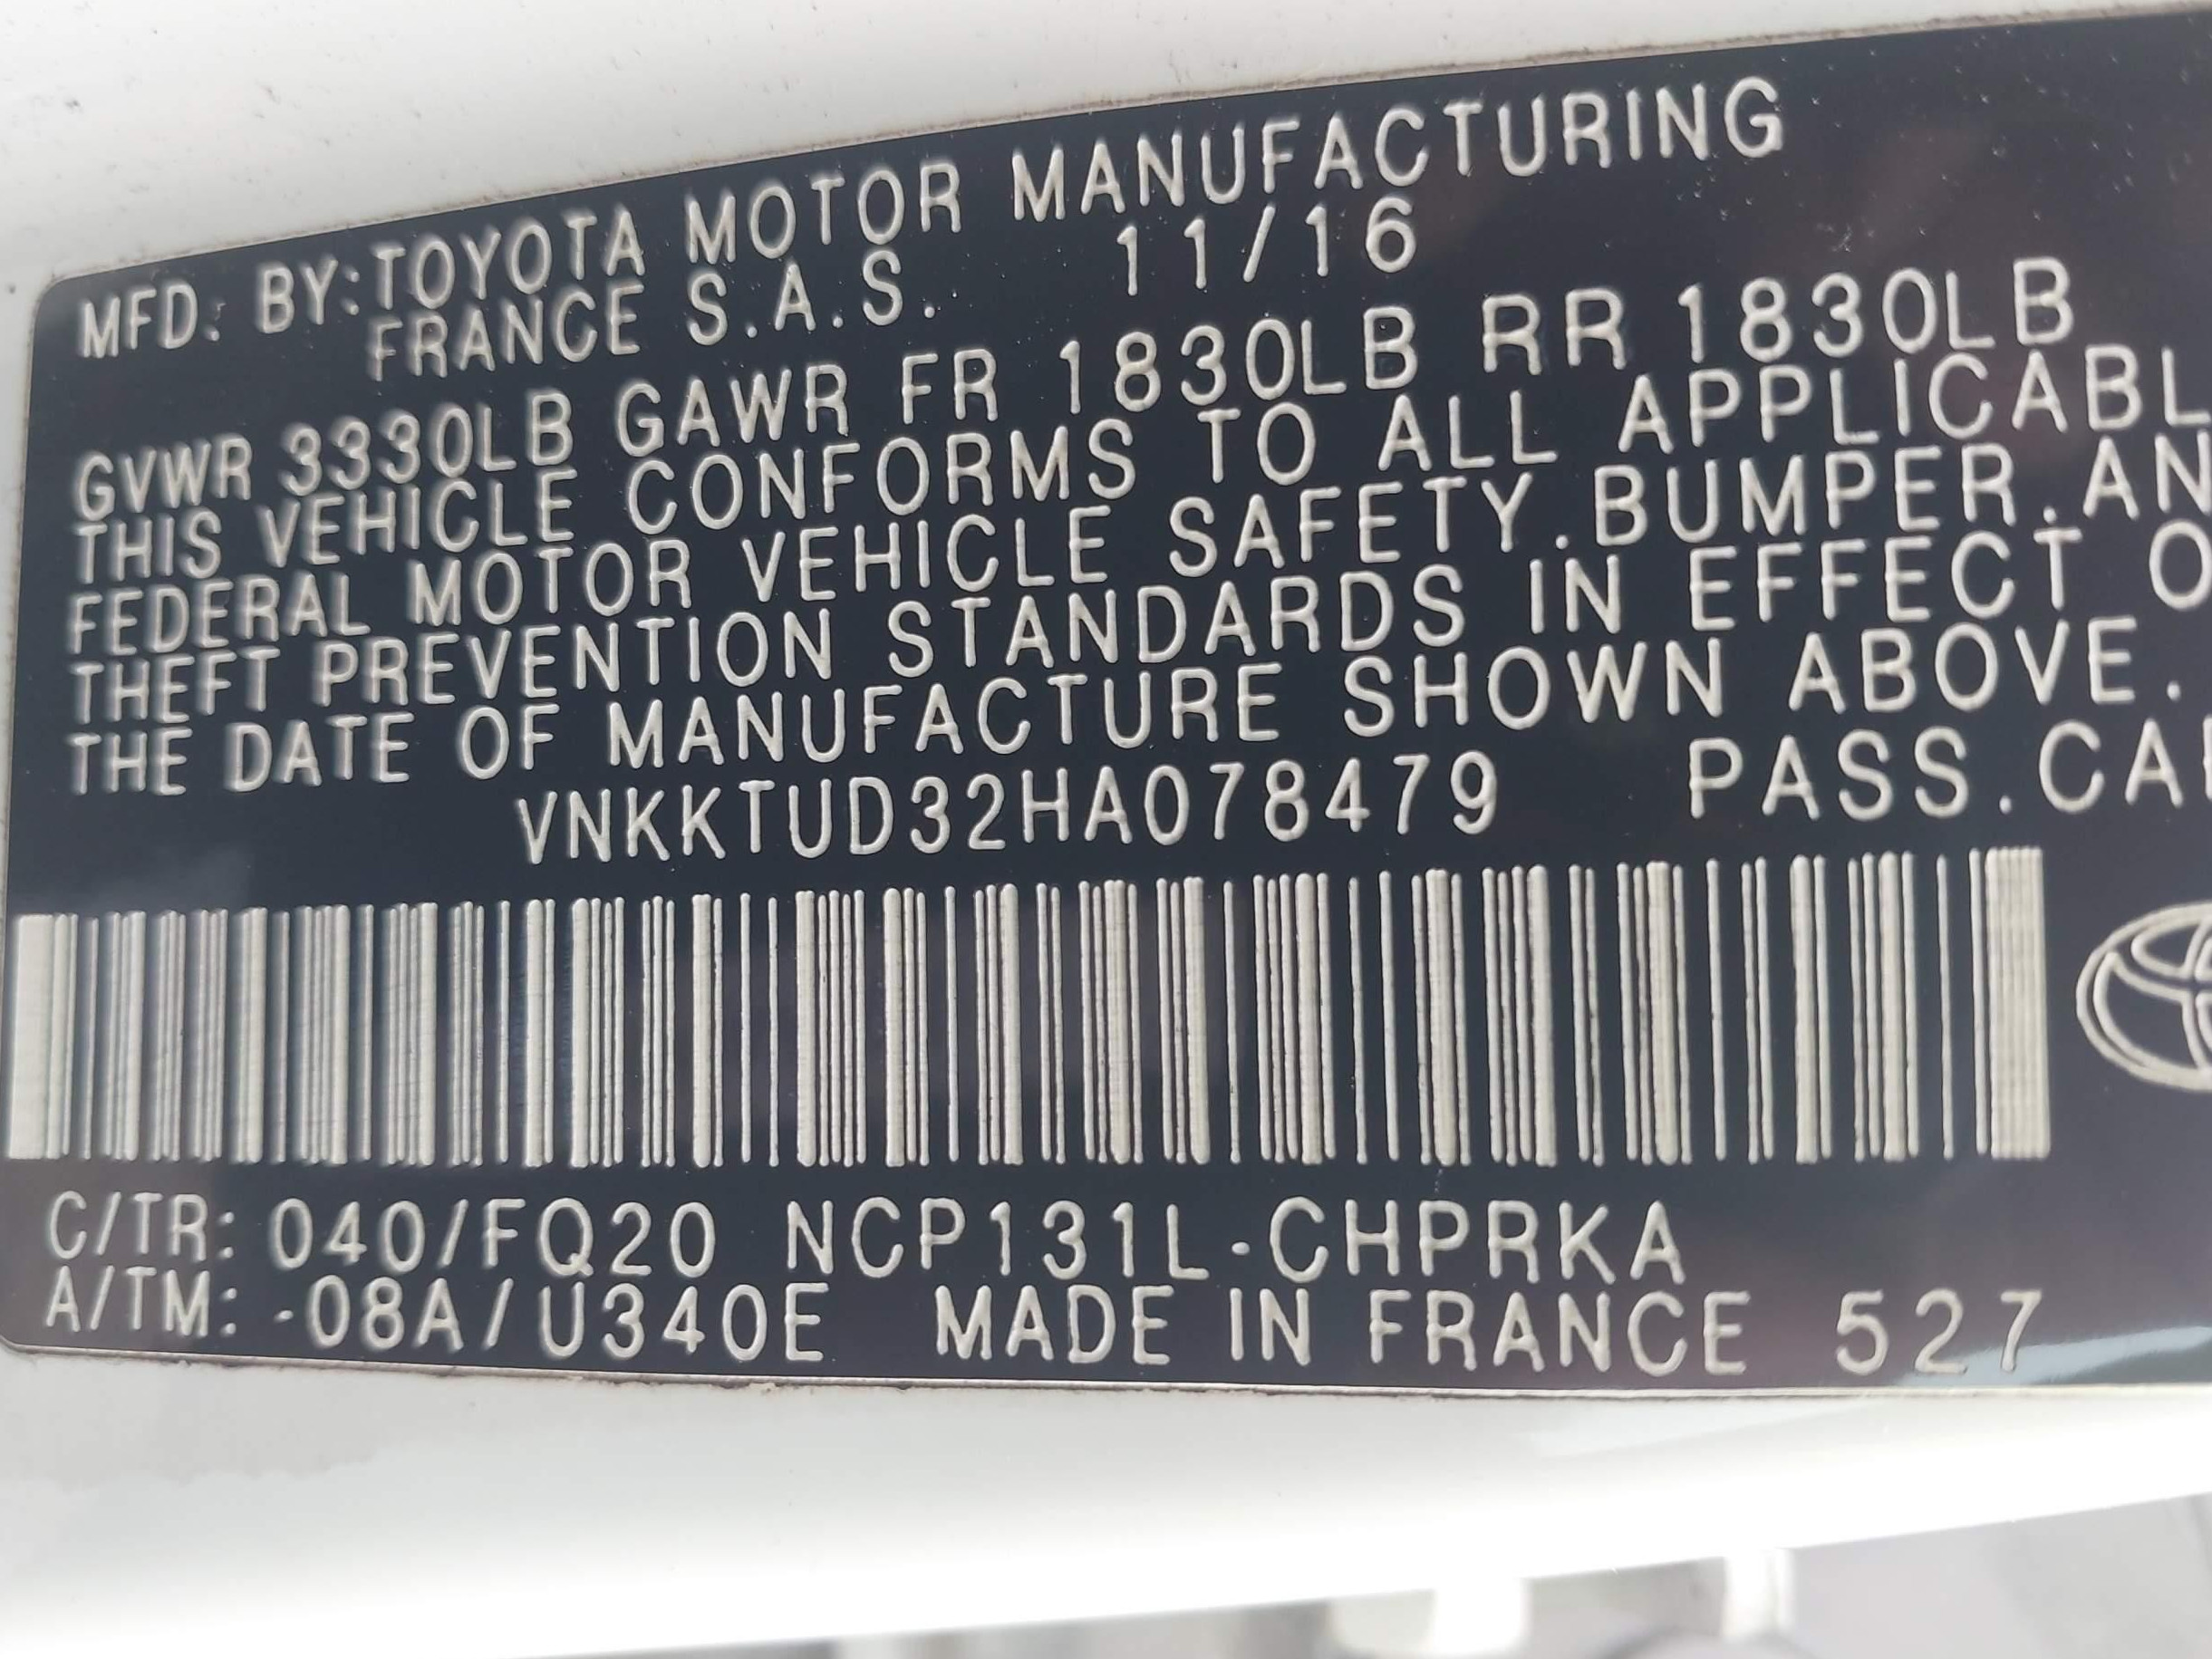 MFD. BY:TOYOTA MOTOR MANUFACTURING
FRANCE S.A.S. 11/16
GVWR 3330LB GAWR FR 1830LB RR 1830LB
THIS VEHICLE CONFORMS TO ALL APPLICABL
FEDERAL MOTOR VEHICLE SAFETY.BUMPER.AN
THEFT PREVENTION STANDARDS IN EFFECT O
THE DATE OF MANUFACTURE SHOWN ABOVE.
VNKKTUD32HA078479 PASS.CA
C/TR: 040/FQ20 NCP131L-CHPRKA
A/TM: -08A/U340E MADE IN FRANCE 527